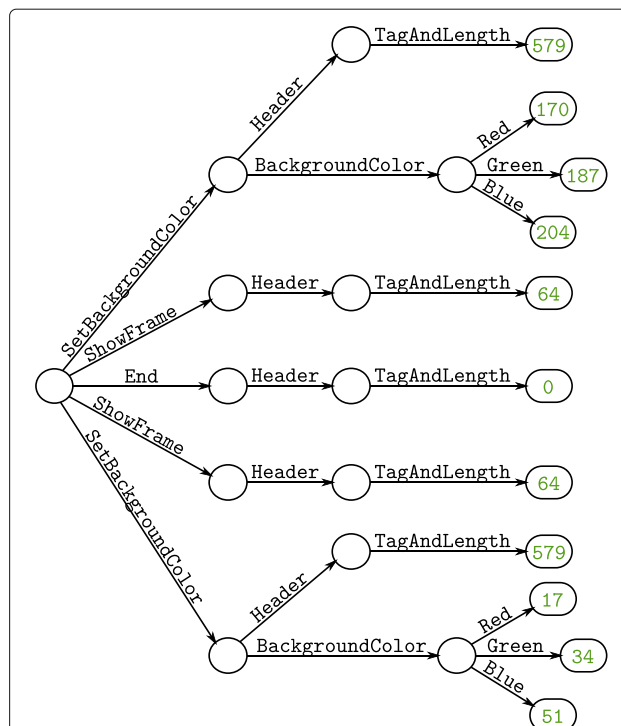 TagAndLength 579
Header
170
Red
BackgroundColor
Green 187
Blue
204
SetBackgroundColor
Header TagAndLength 64
ShowFrame
End Header TagAndLength 0
ShowFrame
Header TagAndLength 64
SetBackgroundColor
TagAndLength 579
Header
17
Red
BackgroundColor Green 34
Blue
51